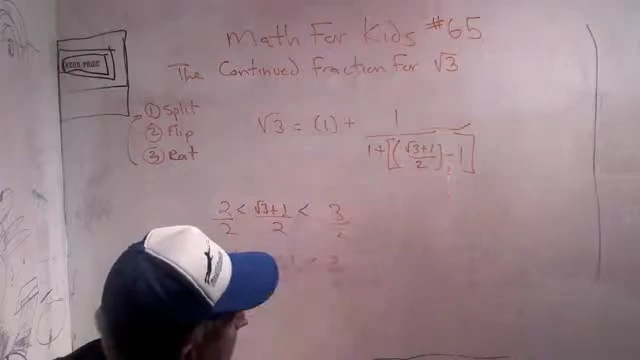 Math For Kids #65
The Continued Fraction for √3
① Split
② Flip
③ Rat
√3 = (1) + 1 / 1 + [(√3+1)/2 - 1]
2/2 < (√3+1)/2 < 3/2